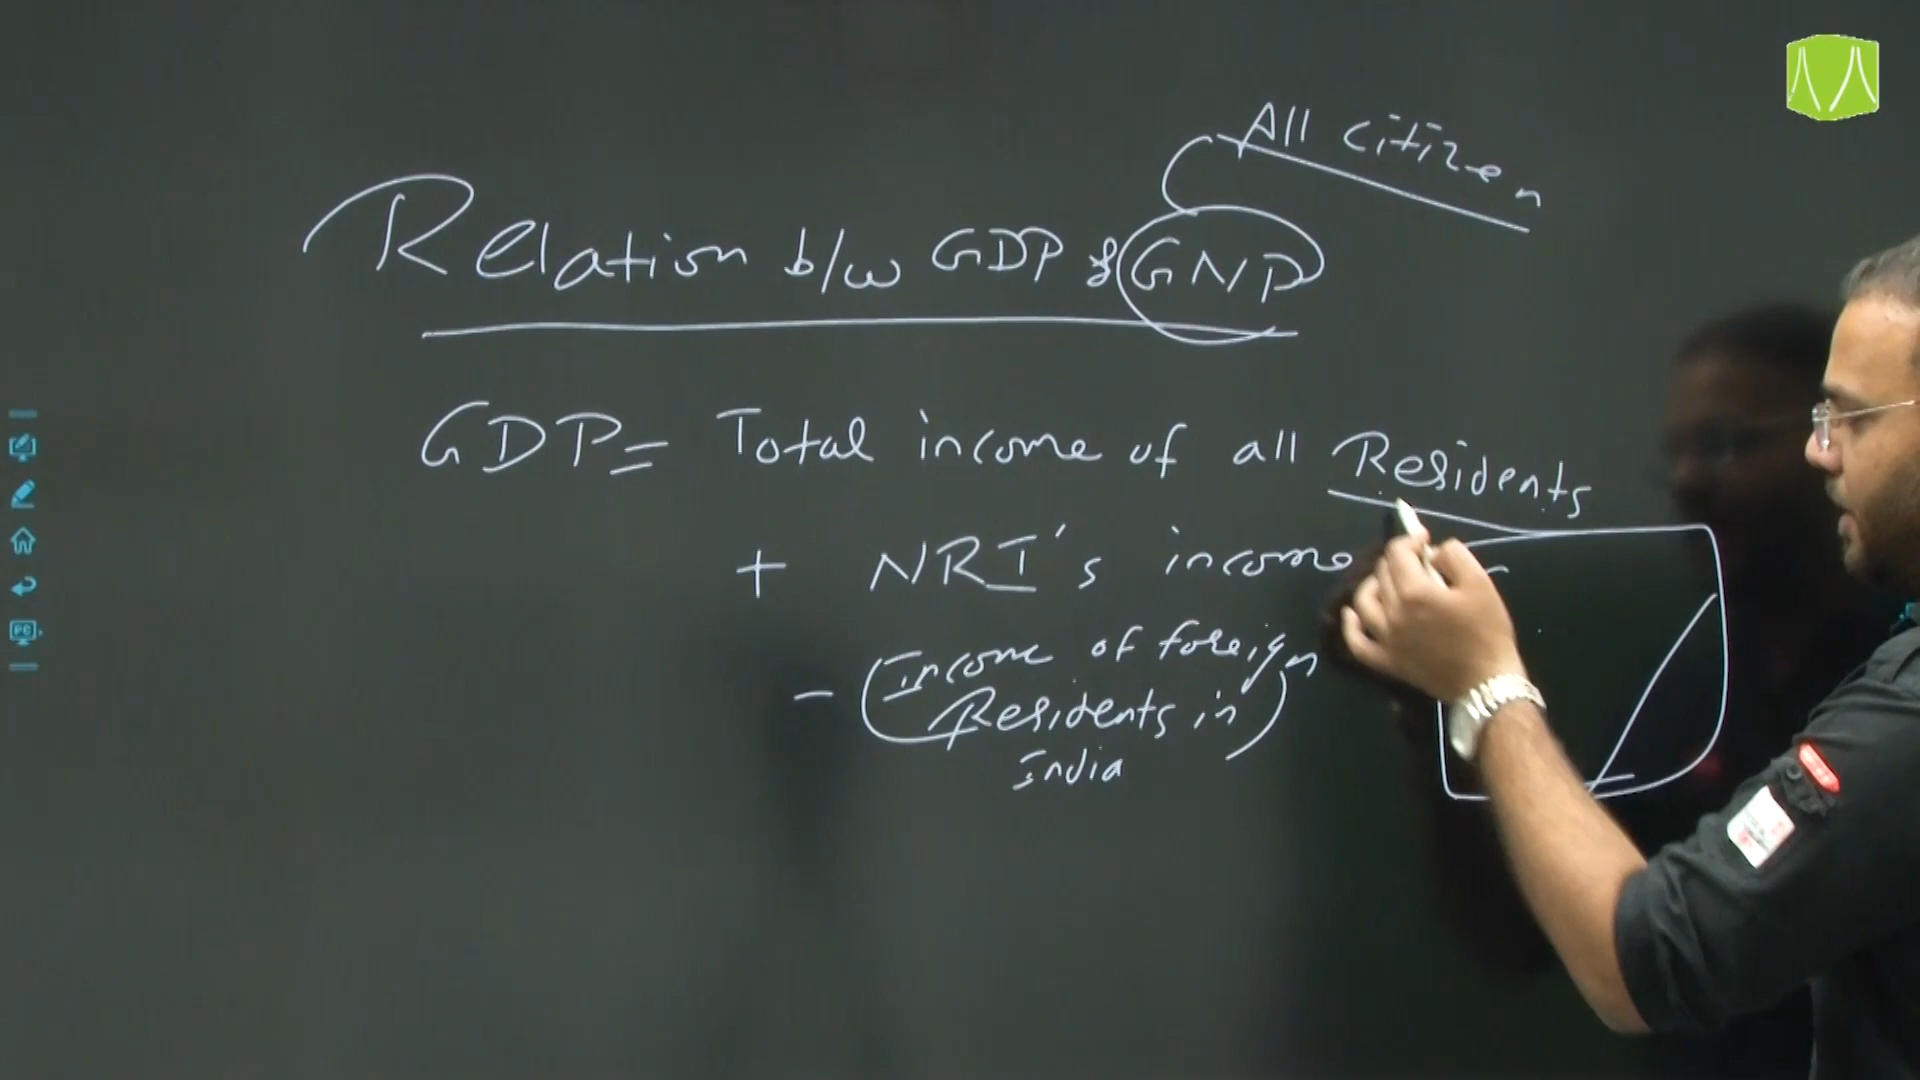 All citizen
Relation b/w GDP & GNP
GDP = Total income of all Residents
+ NRI's income
- (Income of foreign
Residents in)
India